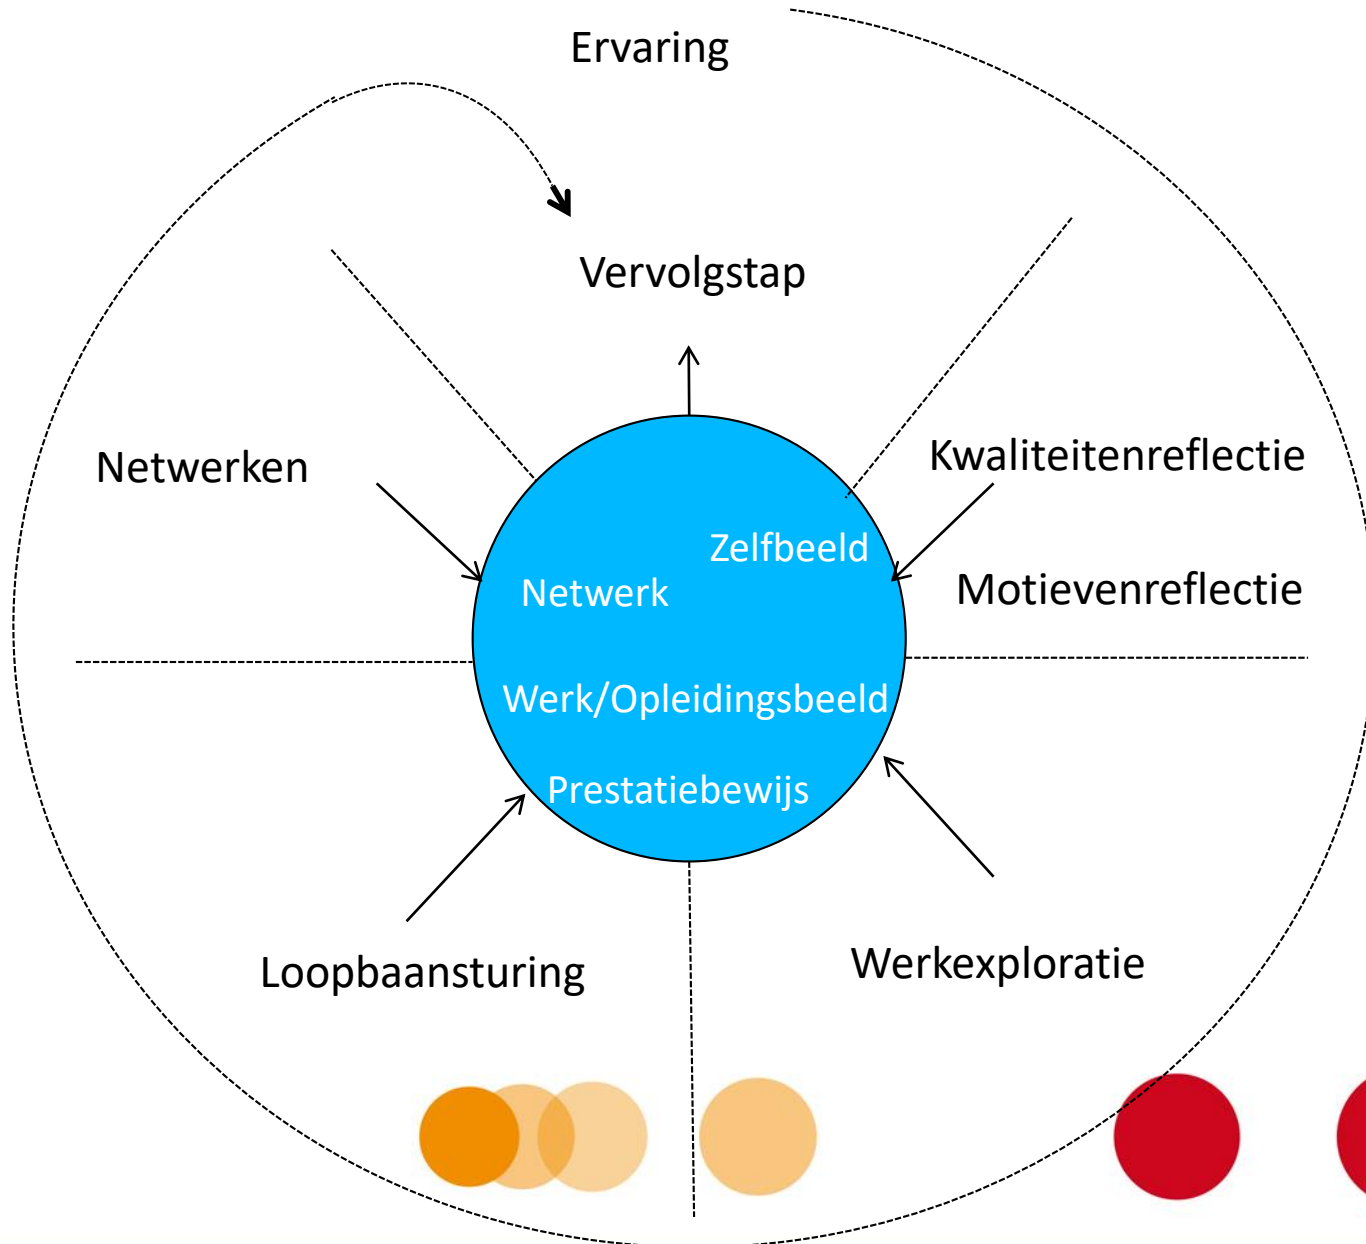 Ervaring
Vervolgstap
Netwerken
Kwaliteitenreflectie
Zelfbeeld
Netwerk
Motievenreflectie
Werk/Opleidingsbeeld
Prestatiebewijs
Loopbaansturing
Werkexploratie